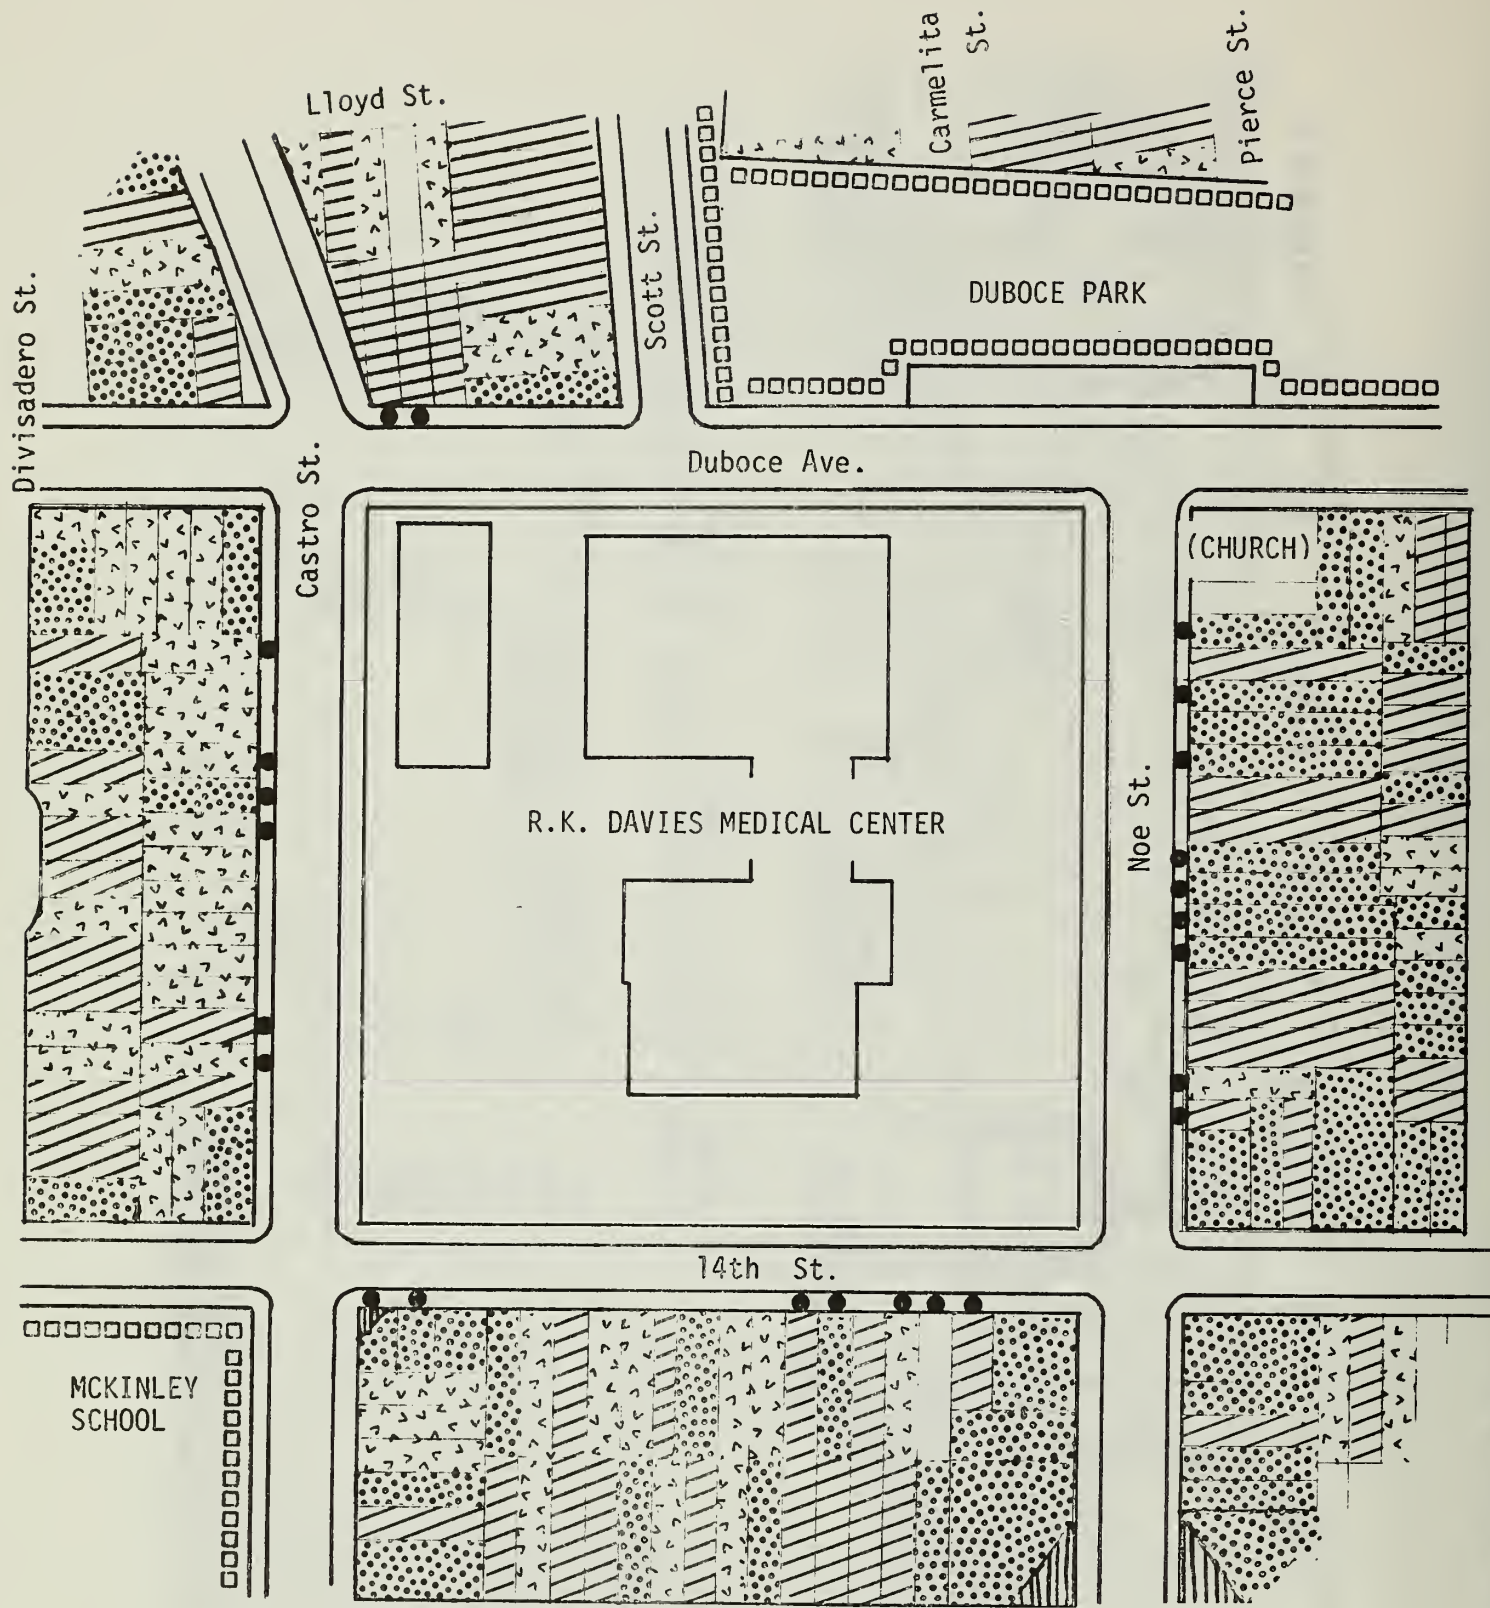 Carmelita
St.
Pierce St.
Lloyd St.
Scott St.
DUBOCE PARK
Divisadero St.
Duboce Ave.
Castro St.
(CHURCH)
R.K. DAVIES MEDICAL CENTER
Noe St.
14th St.
MCKINLEY
SCHOOL